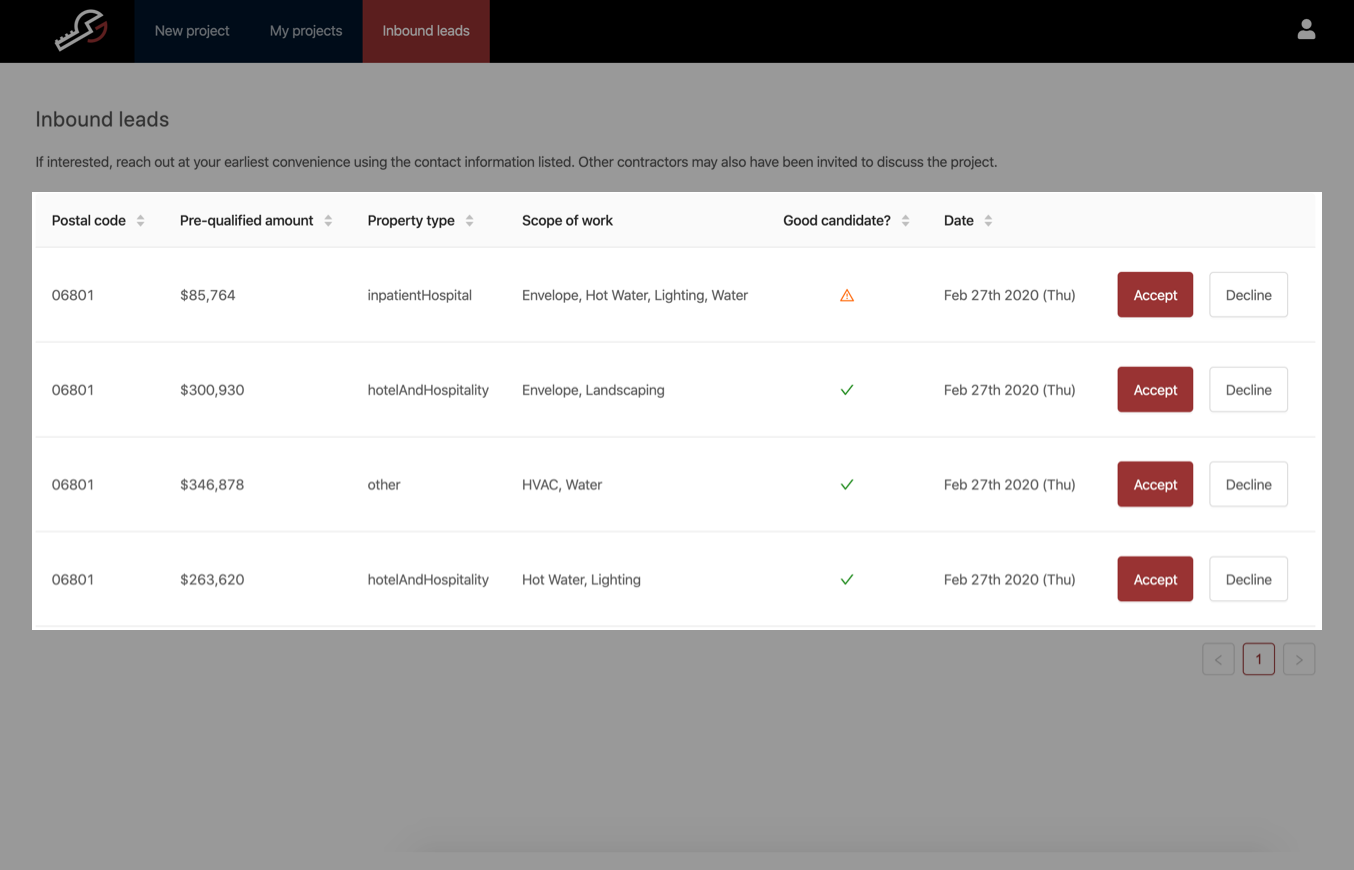 New project My projects Inbound leads
Inbound leads
If interested, reach out at your earliest convenience using the contact information listed. Other contractors may also have been invited to discuss the project.
Postal code Pre-qualified amount Property type Scope of work Good candidate? Date
06801 $85,764 inpatientHospital Envelope, Hot Water, Lighting, Water Feb 27th 2020 (Thu) Accept Decline
06801 $300,930 hotelAndHospitality Envelope, Landscaping Feb 27th 2020 (Thu) Accept Decline
06801 $346,878 other HVAC, Water Feb 27th 2020 (Thu) Accept Decline
06801 $263,620 hotelAndHospitality Hot Water, Lighting Feb 27th 2020 (Thu) Accept Decline
< 1 >